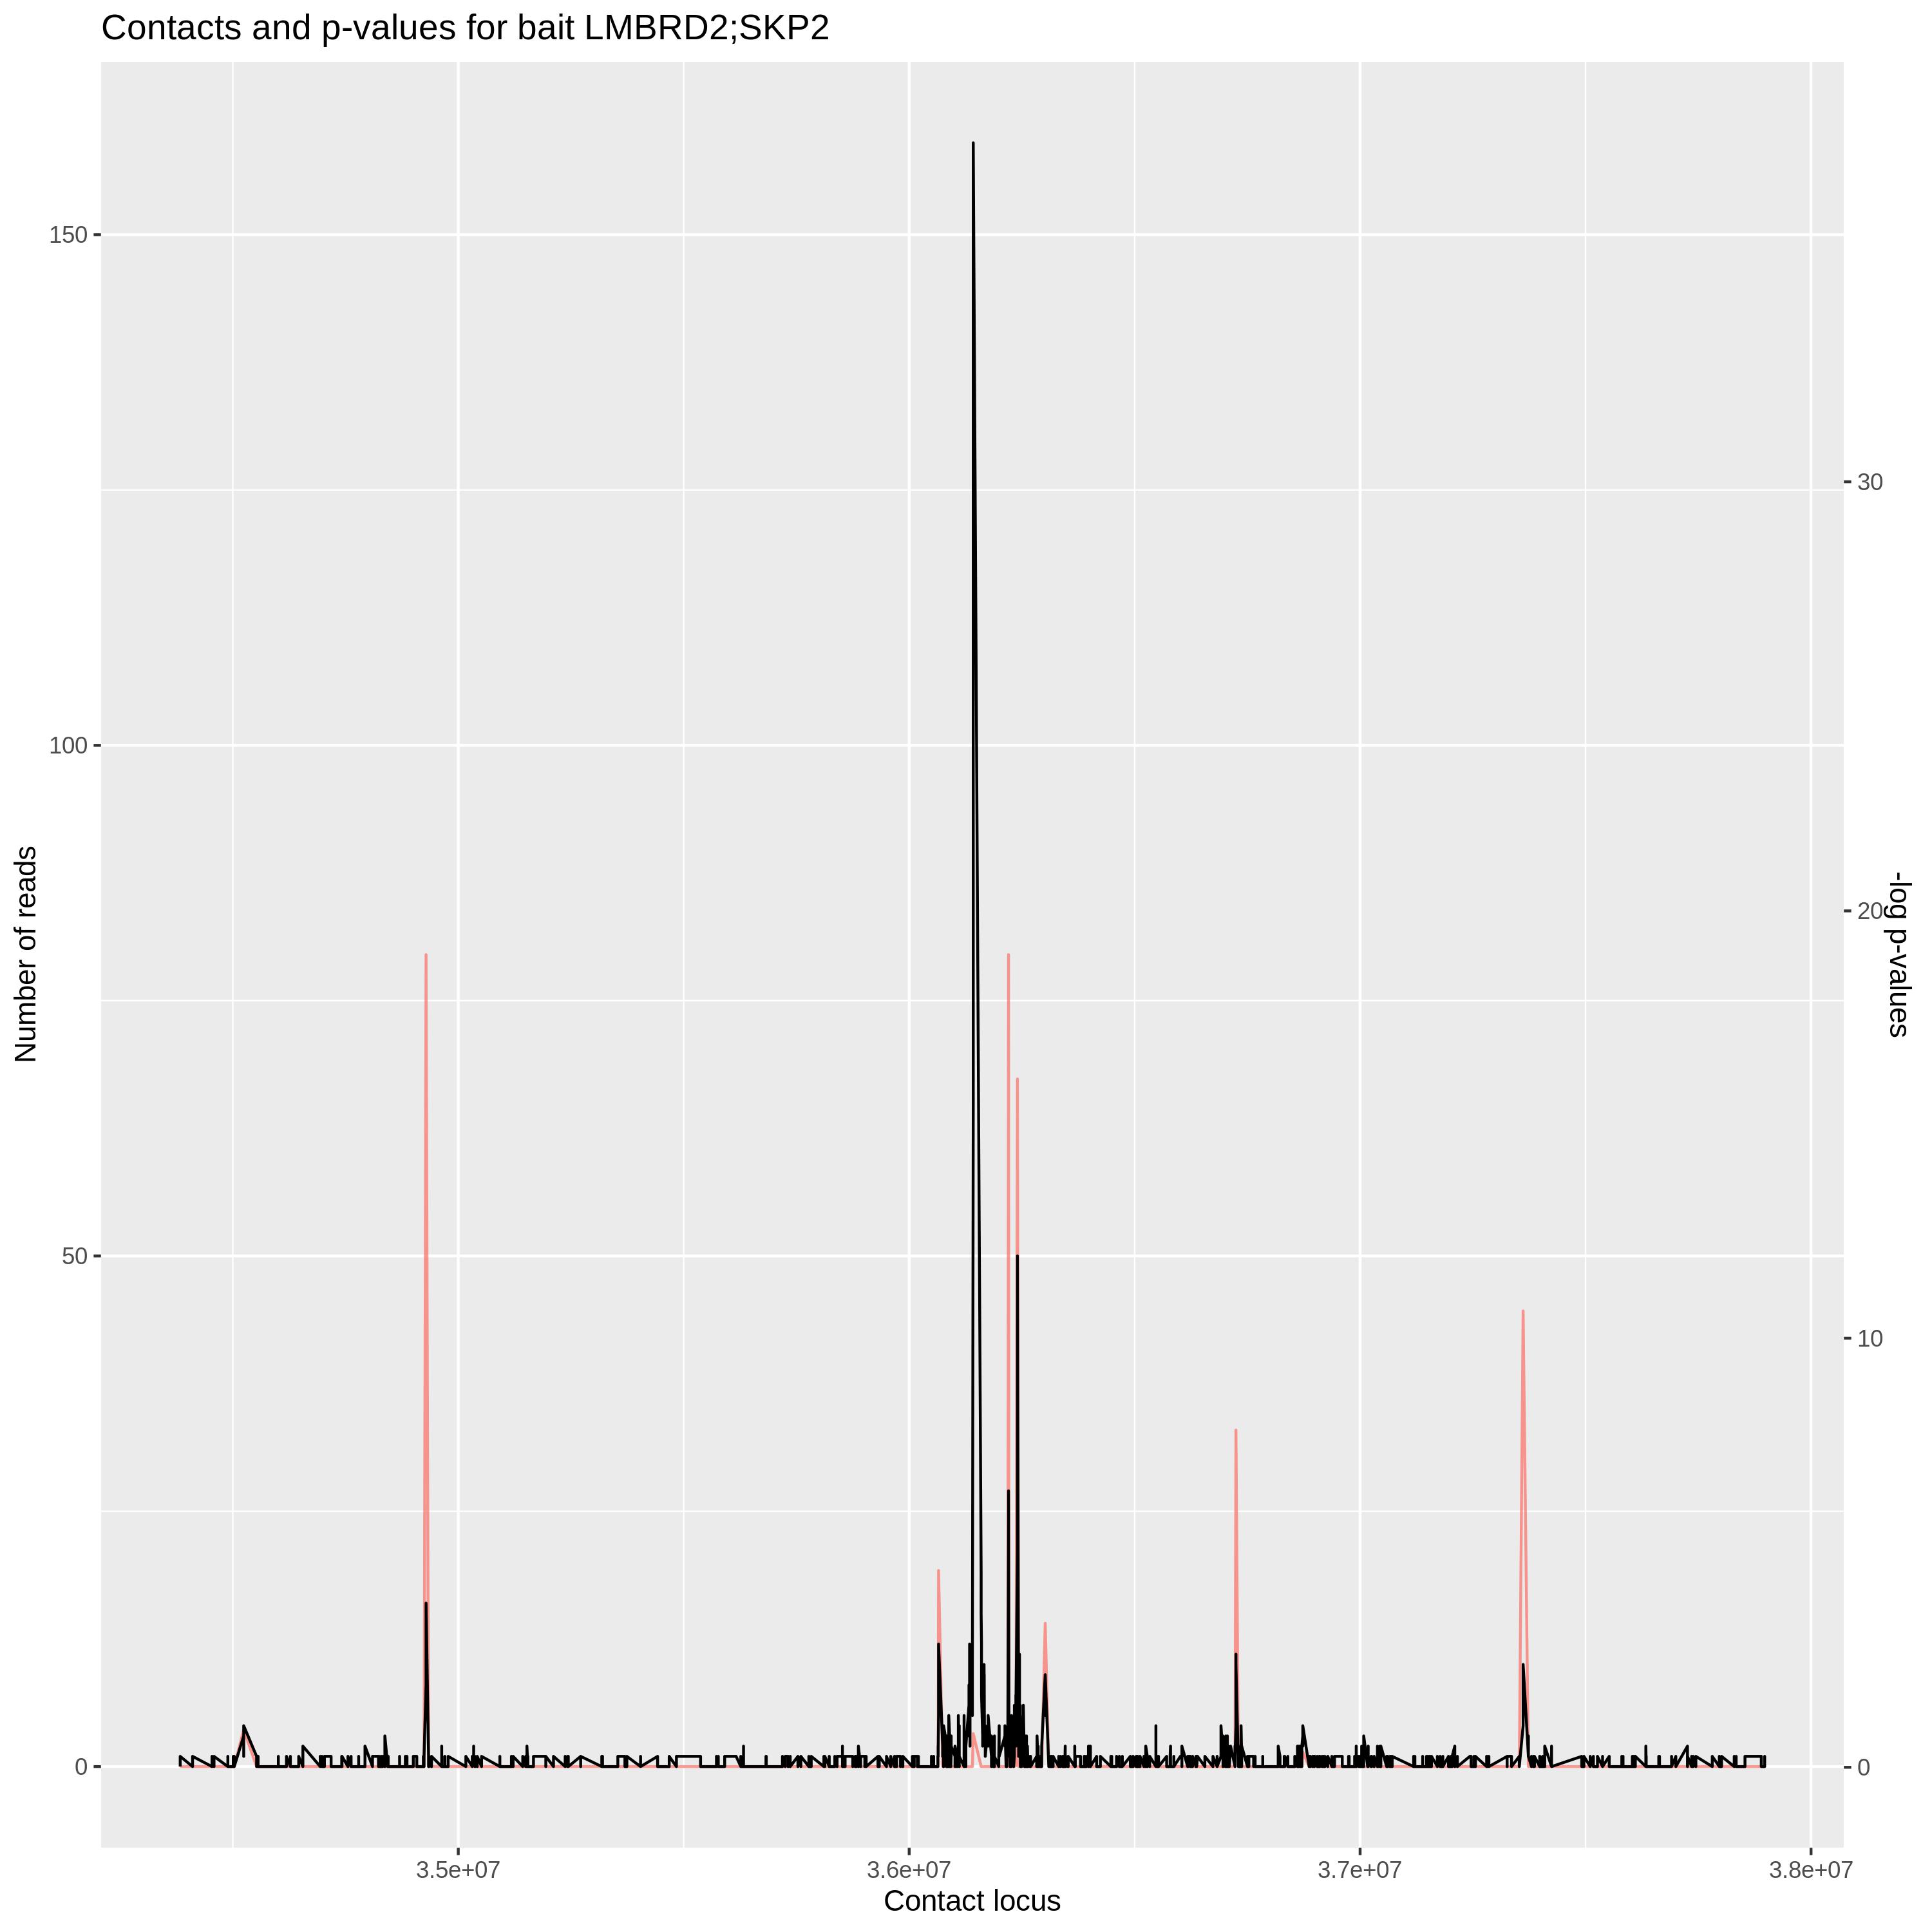 Contacts and p-values for bait LMBRD2;SKP2
150
100
50
0
Number of reads
30
20
10
0
-log p-values
3.5e+07
3.6e+07
3.7e+07
3.8e+07
Contact locus